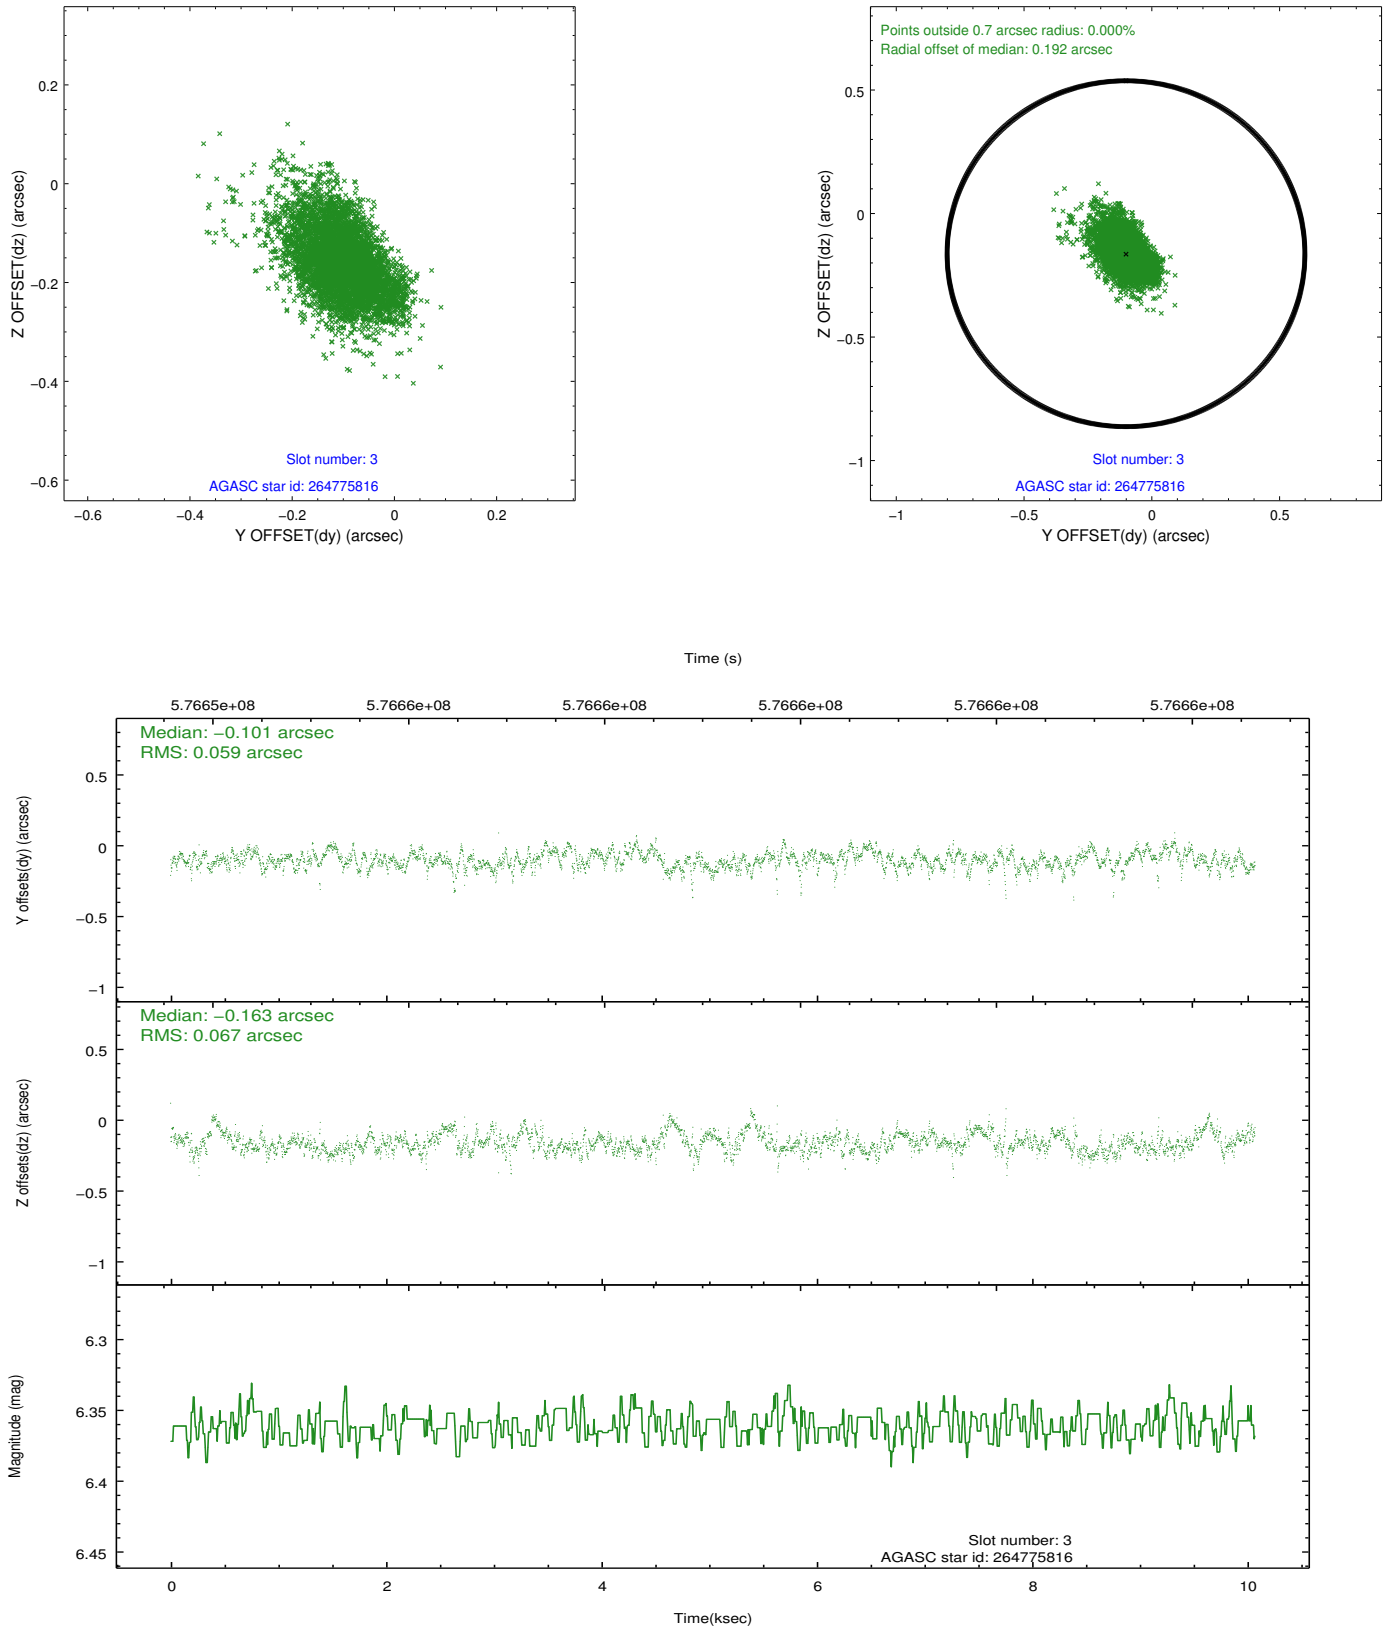 0.2
0
−0.2
−0.4
−0.6
Z OFFSET(dz) (arcsec)
Slot number: 3
AGASC star id: 264775816
−0.6 −0.4 −0.2 0 0.2
Y OFFSET(dy) (arcsec)
Points outside 0.7 arcsec radius: 0.000%
Radial offset of median: 0.192 arcsec
0.5
0
−0.5
−1
Z OFFSET(dz) (arcsec)
Slot number: 3
AGASC star id: 264775816
−1 −0.5 0 0.5
Y OFFSET(dy) (arcsec)
Time (s)
5.7665e+08 5.7666e+08 5.7666e+08 5.7666e+08 5.7666e+08 5.7666e+08
Median: −0.101 arcsec
RMS: 0.059 arcsec
0.5
0
−0.5
−1
Y offsets(dy) (arcsec)
Median: −0.163 arcsec
RMS: 0.067 arcsec
0.5
0
−0.5
−1
Z offsets(dz) (arcsec)
6.3
6.35
6.4
6.45
Magnitude (mag)
Slot number: 3
AGASC star id: 264775816
0 2 4 6 8 10
Time(ksec)